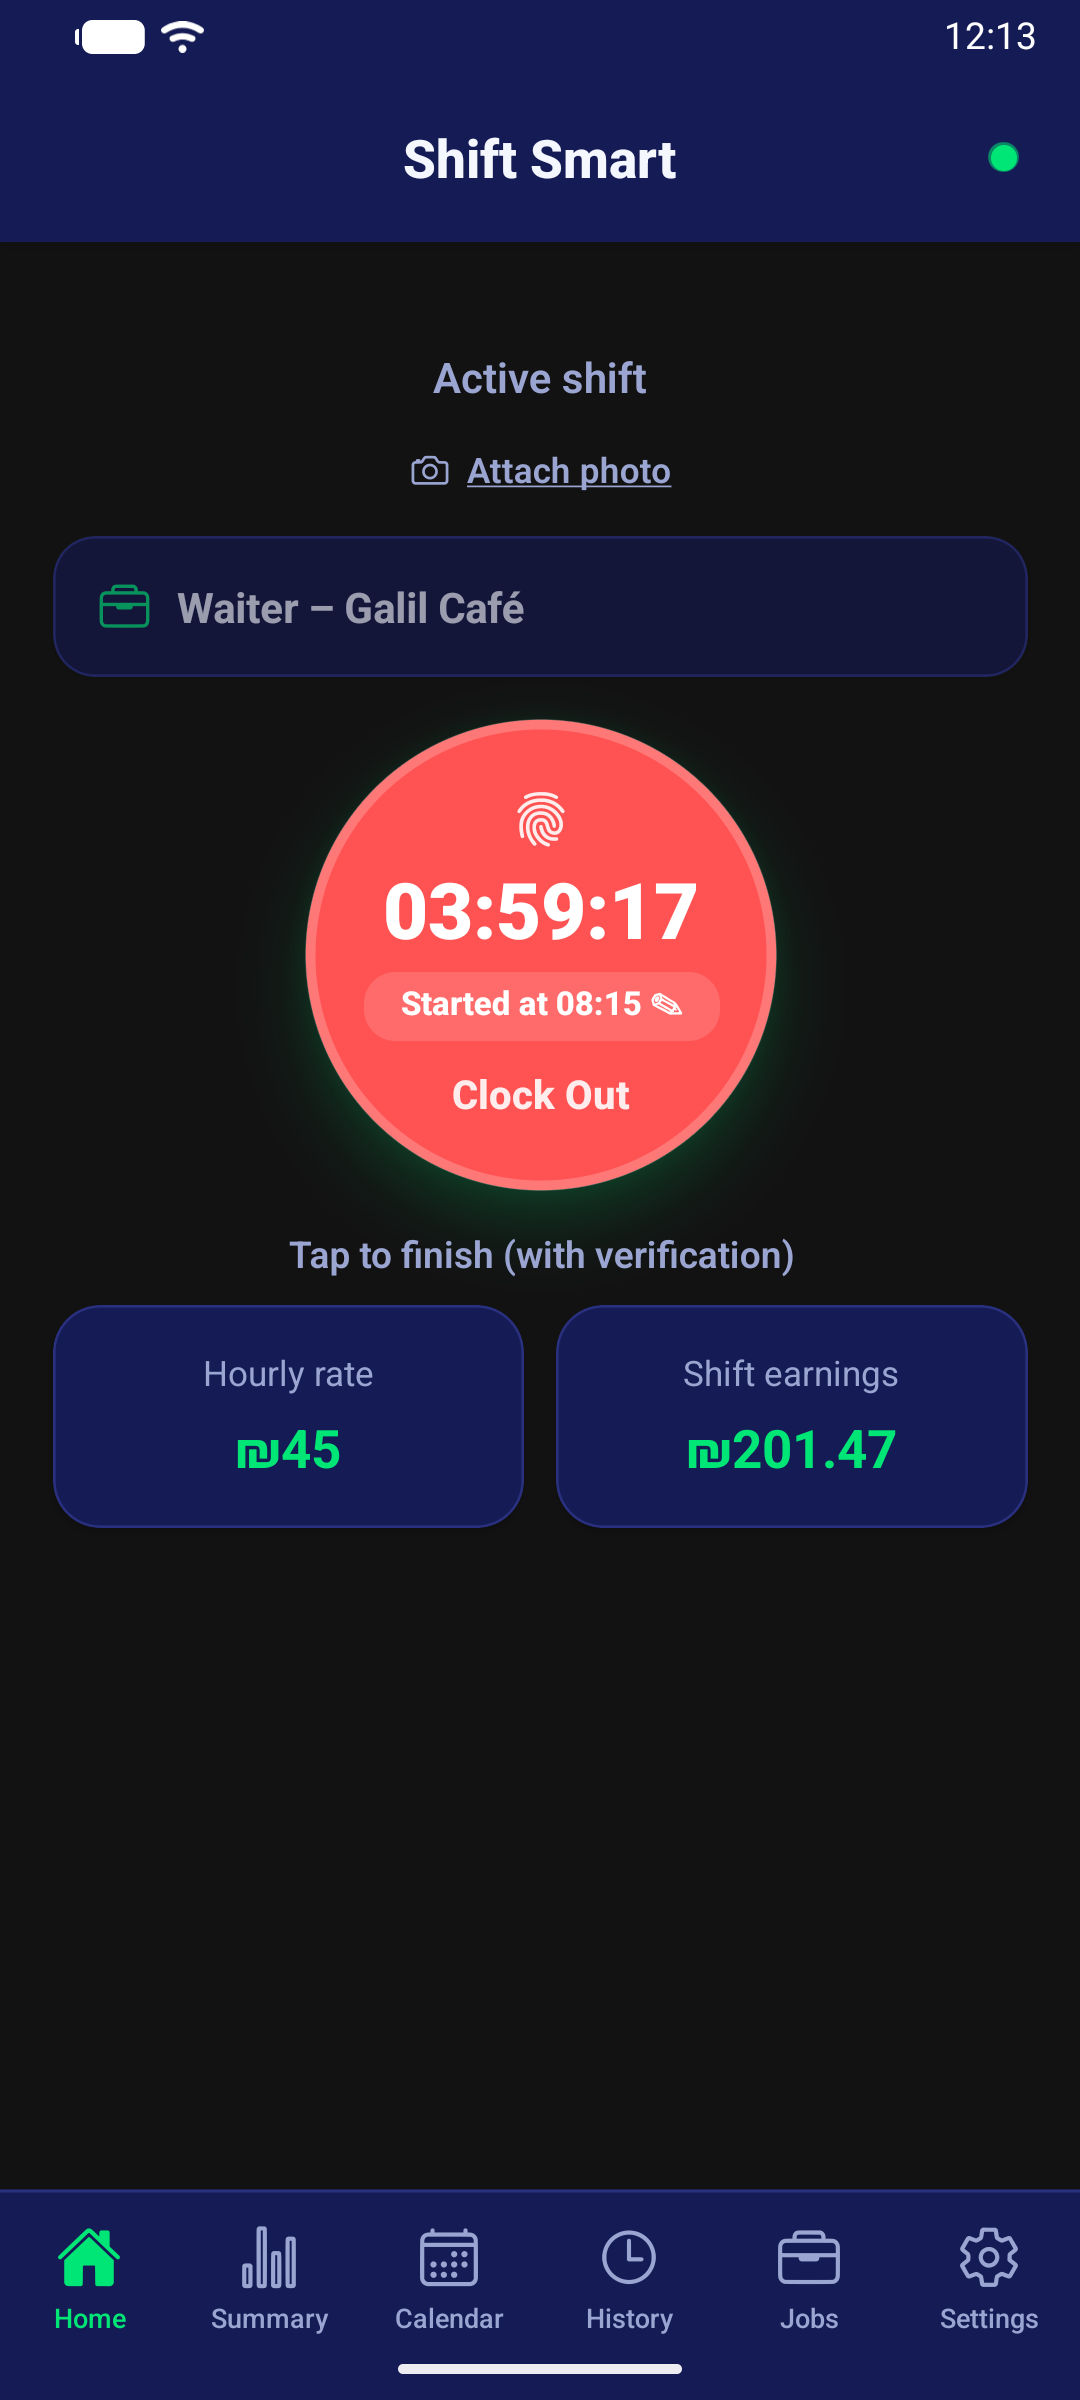 12:13
Shift Smart
Active shift
Attach photo
Waiter – Galil Café
03:59:17
Started at 08:15 ✎
Clock Out
Tap to finish (with verification)
Hourly rate
₪45
Shift earnings
₪201.47
Home
Summary
Calendar
History
Jobs
Settings